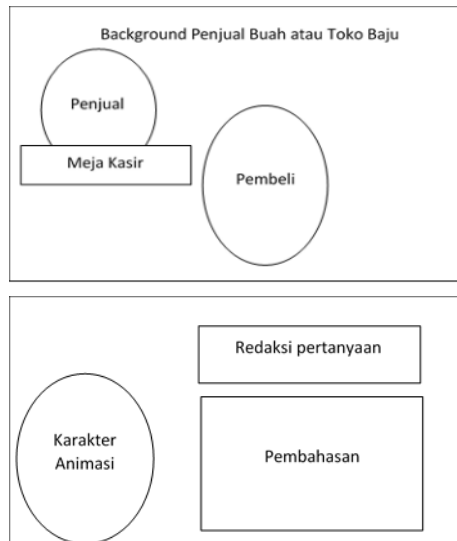 Background Penjual Buah atau Toko Baju
Penjual
Meja Kasir
Pembeli
Redaksi pertanyaan
Karakter
Animasi
Pembahasan